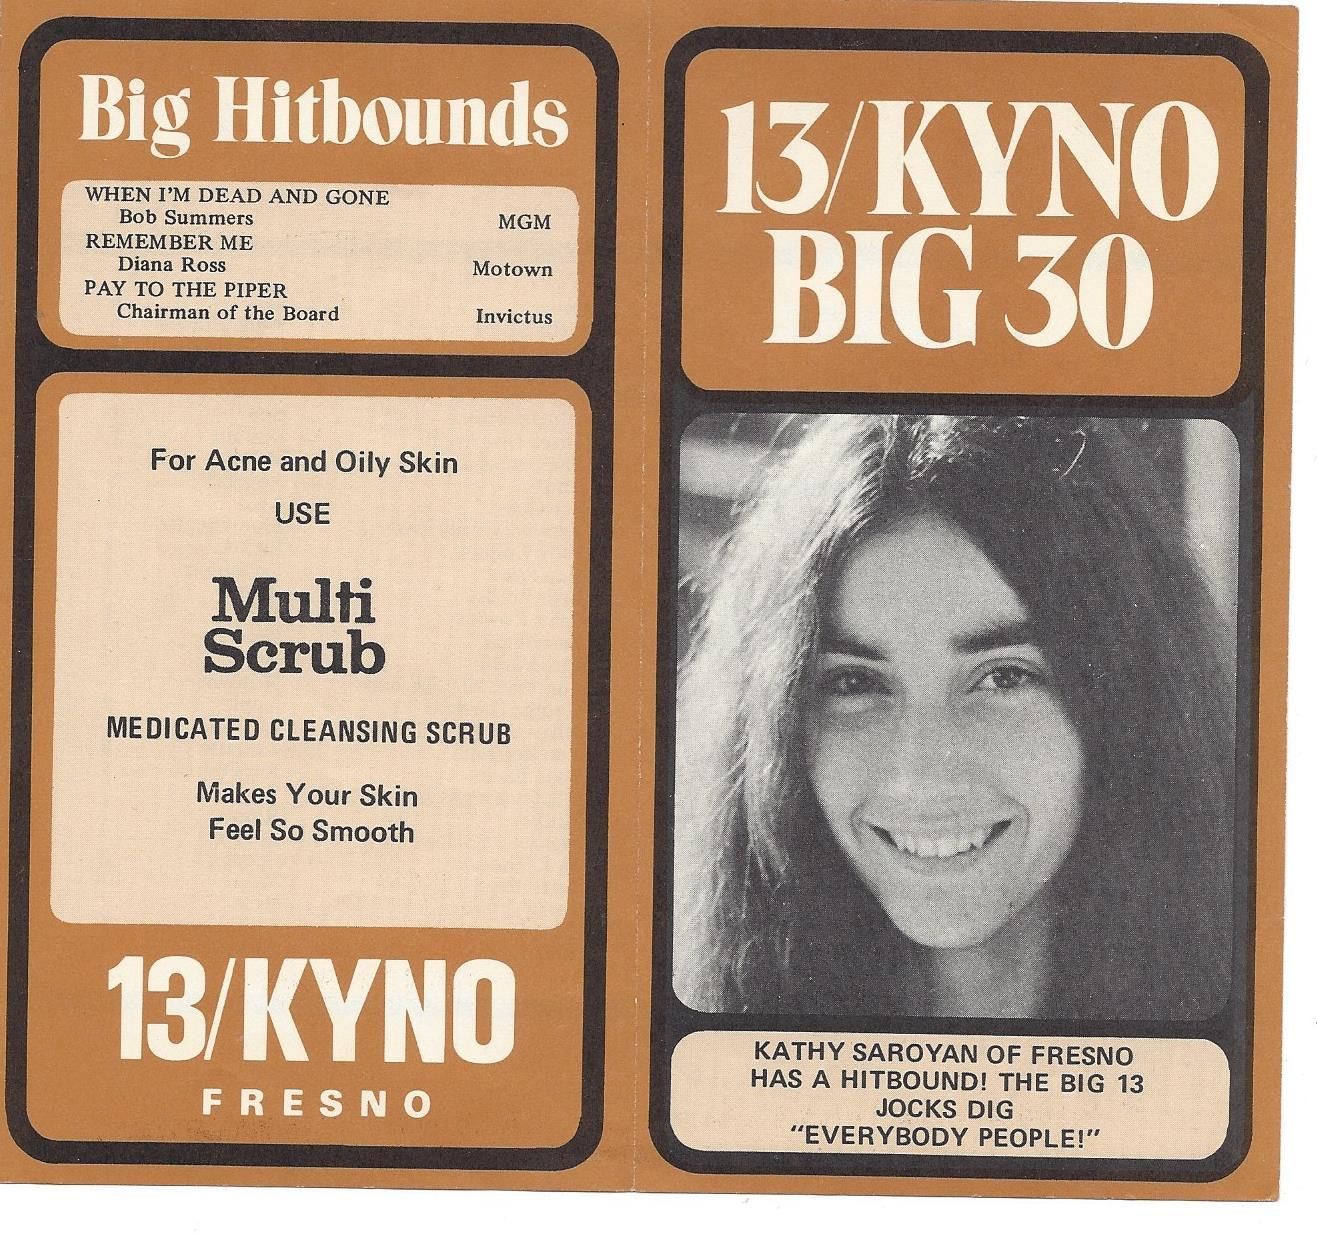 Big Hitbounds
WHEN I'M DEAD AND GONE
Bob Summers MGM
REMEMBER ME
Diana Ross Motown
PAY TO THE PIPER
Chairman of the Board Invictus
For Acne and Oily Skin
USE
Multi
Scrub
MEDICATED CLEANSING SCRUB
Makes Your Skin
Feel So Smooth
13/KYNO
FRESNO
13/KYNO
BIG 30
KATHY SAROYAN OF FRESNO
HAS A HITBOUND! THE BIG 13
JOCKS DIG
"EVERYBODY PEOPLE!"